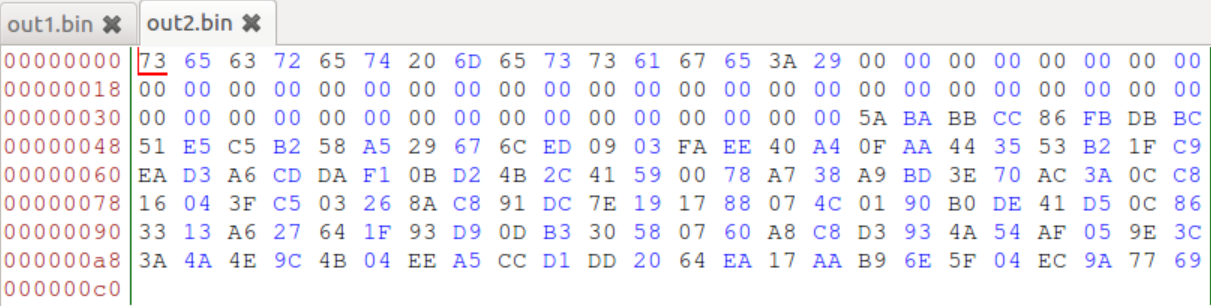 out1.bin ✖ out2.bin ✖
00000000 73 65 63 72 65 74 20 6D 65 73 73 61 67 65 3A 29 00 00 00 00 00 00 00 00
00000018 00 00 00 00 00 00 00 00 00 00 00 00 00 00 00 00 00 00 00 00 00 00 00 00
00000030 00 00 00 00 00 00 00 00 00 00 00 00 00 00 00 00 5A BA BB CC 86 FB DB BC
00000048 51 E5 C5 B2 58 A5 29 67 6C ED 09 03 FA EE 40 A4 0F AA 44 35 53 B2 1F C9
00000060 EA D3 A6 CD DA F1 0B D2 4B 2C 41 59 00 78 A7 38 A9 BD 3E 70 AC 3A 0C C8
00000078 16 04 3F C5 03 26 8A C8 91 DC 7E 19 17 88 07 4C 01 90 B0 DE 41 D5 0C 86
00000090 33 13 A6 27 64 1F 93 D9 0D B3 30 58 07 60 A8 C8 D3 93 4A 54 AF 05 9E 3C
000000a8 3A 4A 4E 9C 4B 04 EE A5 CC D1 DD 20 64 EA 17 AA B9 6E 5F 04 EC 9A 77 69
000000c0